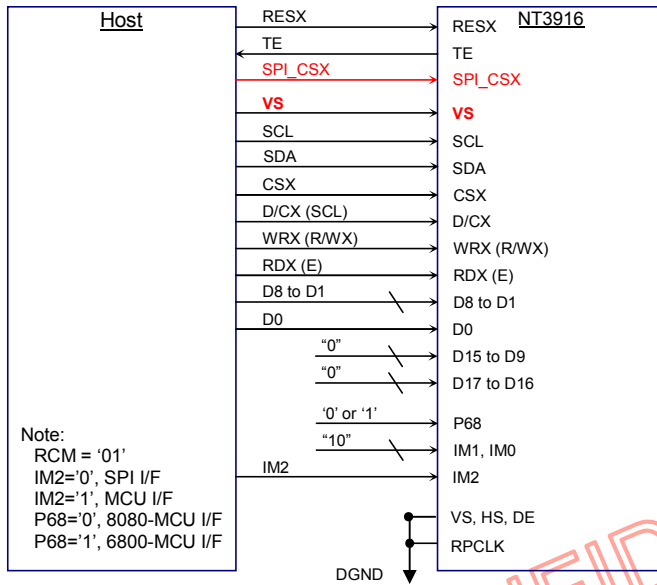 Host
NT3916
RESX
RESX
TE
TE
SPI_CSX
SPI_CSX
VS
VS
SCL
SCL
SDA
SDA
CSX
CSX
D/CX (SCL)
D/CX
WRX (R/WX)
WRX (R/WX)
RDX (E)
RDX (E)
D8 to D1
D8 to D1
D0
D0
“0”
D15 to D9
“0”
D17 to D16
‘0’ or ‘1’
P68
“10”
IM1, IM0
IM2
IM2
Note:
RCM = ‘01’
IM2=‘0’, SPI I/F
IM2=‘1’, MCU I/F
P68=‘0’, 8080-MCU I/F
P68=‘1’, 6800-MCU I/F
VS, HS, DE
RPCLK
DGND